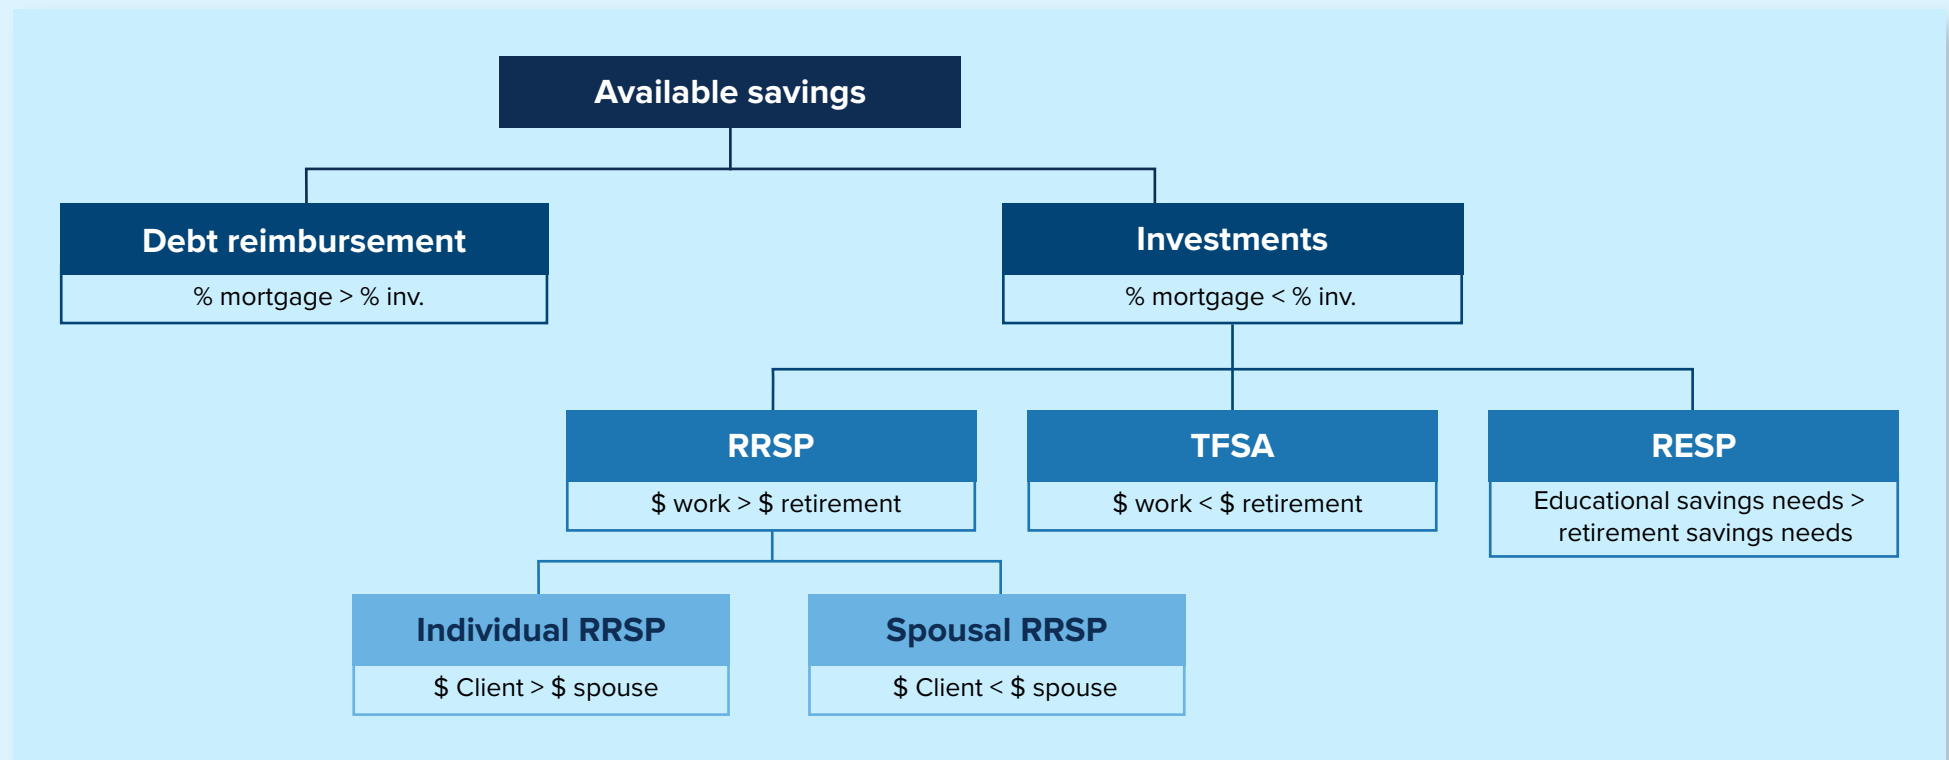 Available savings
Debt reimbursement
% mortgage > % inv.
Investments
% mortgage < % inv.
RRSP
$ work > $ retirement
TFSA
$ work < $ retirement
RESP
Educational savings needs >
retirement savings needs
Individual RRSP
$ Client > $ spouse
Spousal RRSP
$ Client < $ spouse